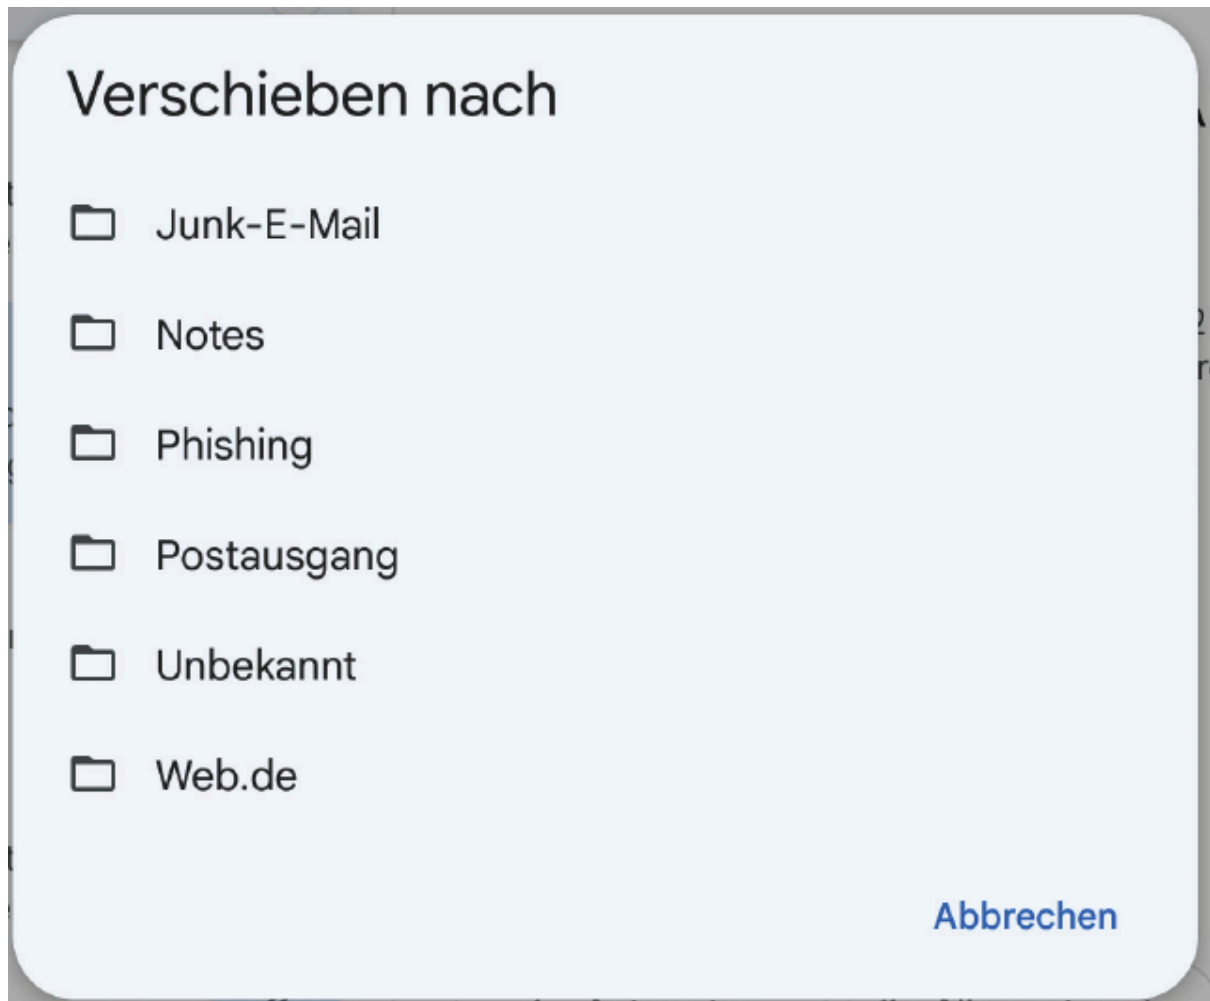 Verschieben nach
Junk-E-Mail
Notes
Phishing
Postausgang
Unbekannt
Web.de
Abbrechen